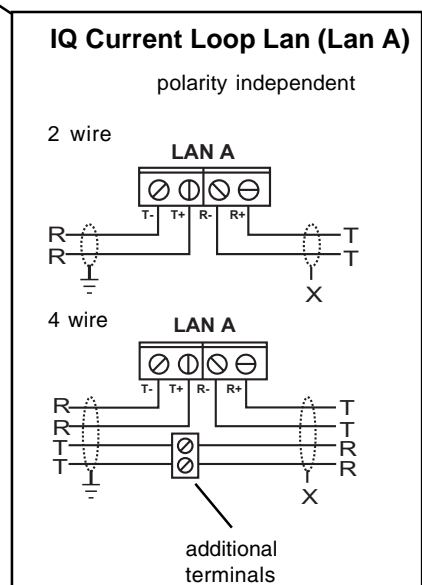 IQ Current Loop Lan (Lan A)
polarity independent
2 wire
LAN A
T- T+ R- R+
R T
R T
X
4 wire
LAN A
T- T+ R- R+
R T
R T
T R
T R
X
additional
terminals